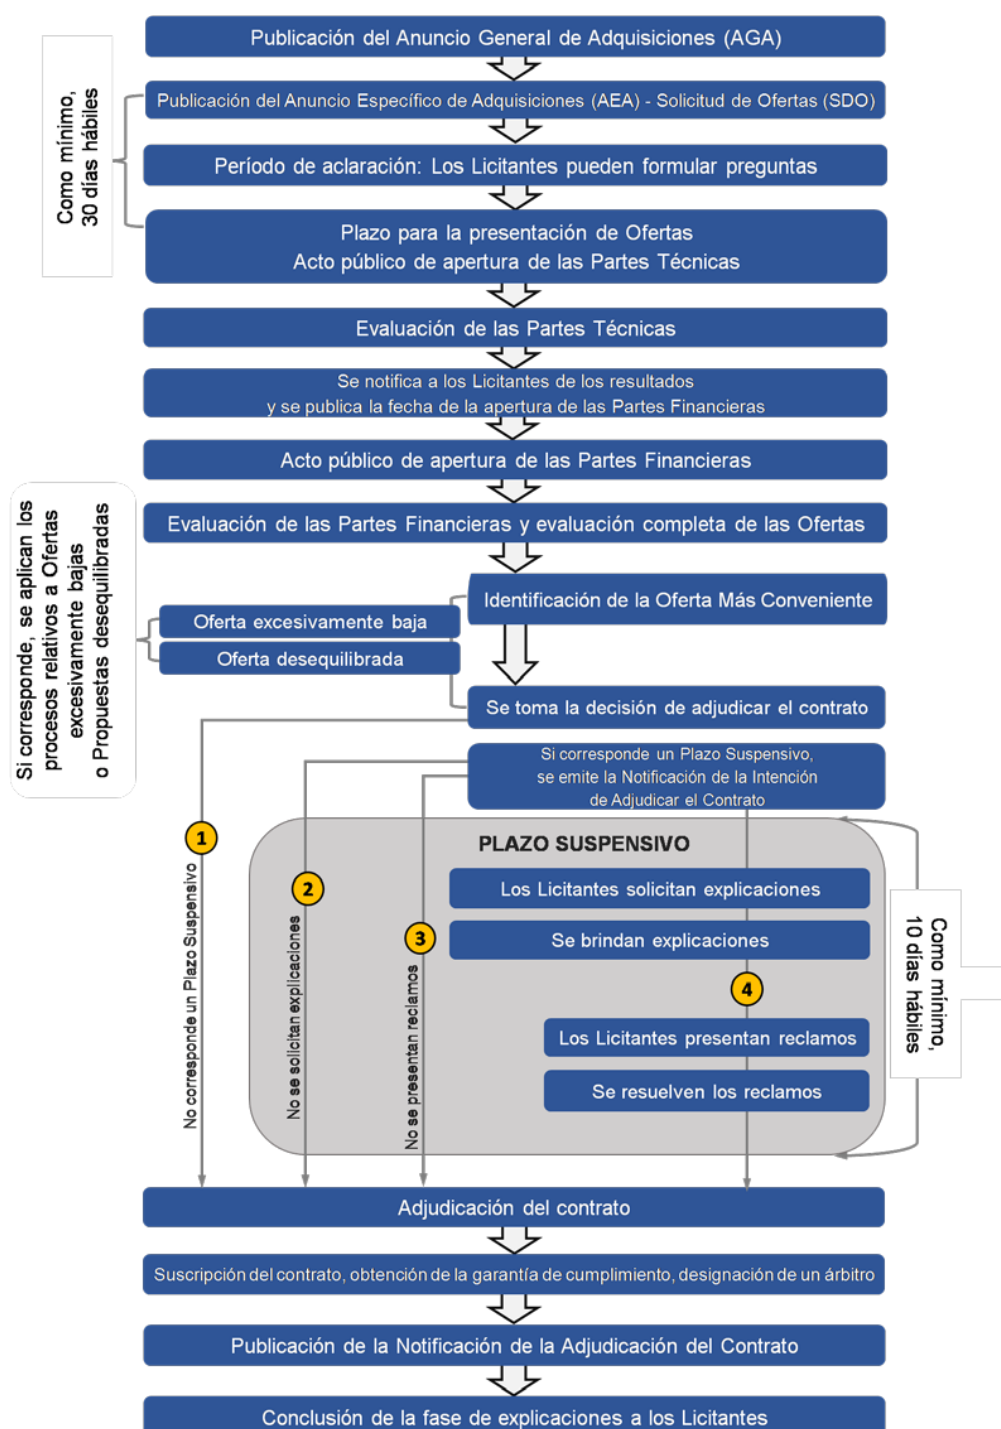 Publicación del Anuncio General de Adquisiciones (AGA)
Como mínimo,
30 días hábiles
Publicación del Anuncio Específico de Adquisiciones (AEA) - Solicitud de Ofertas (SDO)
Período de aclaración: Los Licitantes pueden formular preguntas
Plazo para la presentación de Ofertas
Acto público de apertura de las Partes Técnicas
Evaluación de las Partes Técnicas
Se notifica a los Licitantes de los resultados
y se publica la fecha de la apertura de las Partes Financieras
Acto público de apertura de las Partes Financieras
Evaluación de las Partes Financieras y evaluación completa de las Ofertas
Si corresponde, se aplican los
procesos relativos a Ofertas
excesivamente bajas
o Propuestas desequilibradas
Identificación de la Oferta Más Conveniente
Oferta excesivamente baja
Oferta desequilibrada
Se toma la decisión de adjudicar el contrato
Si corresponde un Plazo Suspensivo,
se emite la Notificación de la Intención
de Adjudicar el Contrato
PLAZO SUSPENSIVO
1
No corresponde un Plazo Suspensivo
2
No se solicitan explicaciones
3
No se presentan reclamos
Los Licitantes solicitan explicaciones
Se brindan explicaciones
4
Los Licitantes presentan reclamos
Se resuelven los reclamos
Como mínimo,
10 días hábiles
Adjudicación del contrato
Suscripción del contrato, obtención de la garantía de cumplimiento, designación de un árbitro
Publicación de la Notificación de la Adjudicación del Contrato
Conclusión de la fase de explicaciones a los Licitantes